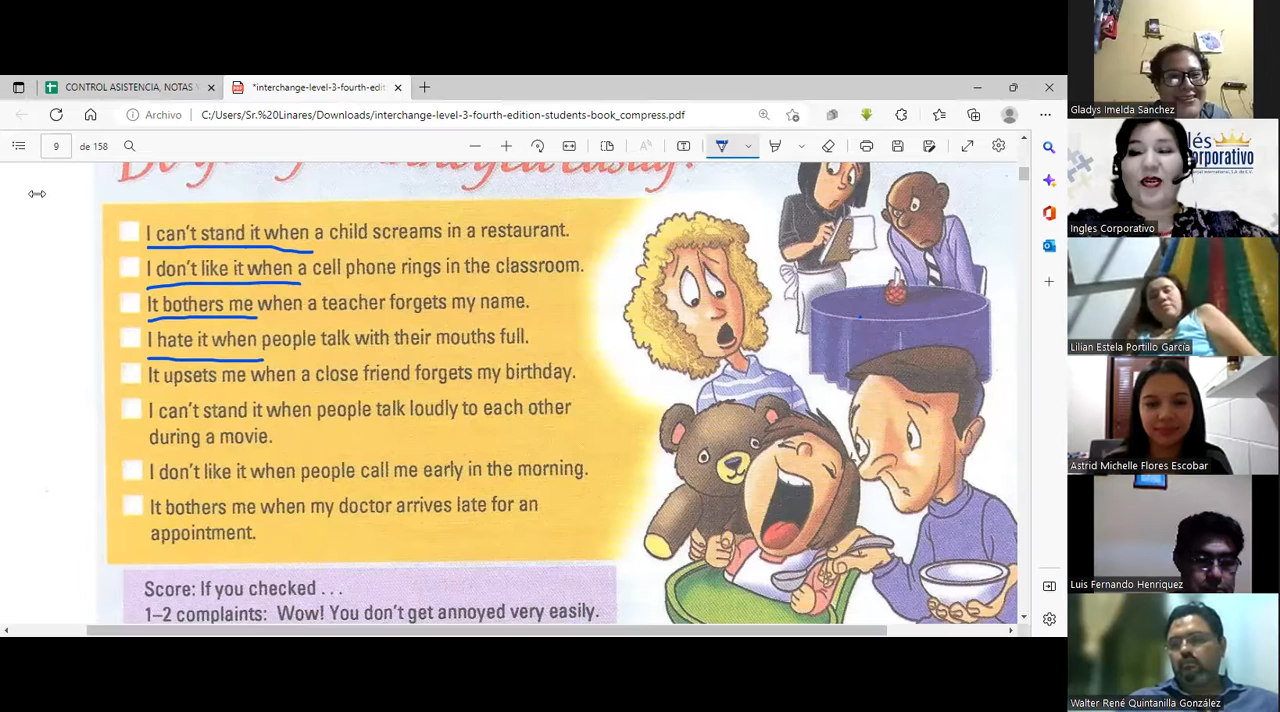 CONTROL ASISTENCIA, NOTAS
*interchange-level-3-fourth-edit
Archivo
C:/Users/Sr.%20Linares/Downloads/interchange-level-3-fourth-edition-students-book_compress.pdf
9
de 158
I can't stand it when a child screams in a restaurant.
I don't like it when a cell phone rings in the classroom.
It bothers me when a teacher forgets my name.
I hate it when people talk with their mouths full.
It upsets me when a close friend forgets my birthday.
I can't stand it when people talk loudly to each other
during a movie.
I don't like it when people call me early in the morning.
It bothers me when my doctor arrives late for an
appointment.
Score: If you checked . . .
1–2 complaints: Wow! You don't get annoyed very easily.
Gladys Imelda Sanchez
lés
orporativo
Ingles Corporativo
Lilian Estela Portillo García
Astrid Michelle Flores Escobar
Luis Fernando Henriquez
Walter René Quintanilla González